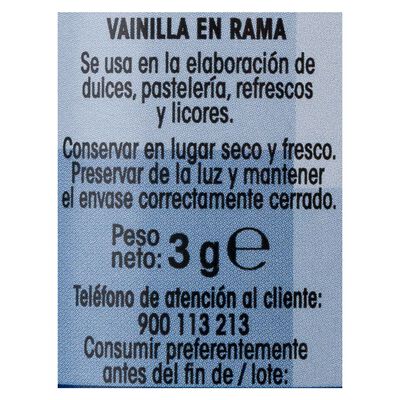 VAINILLA EN RAMA
Se usa en la elaboración de
dulces, pastelería, refrescos
y licores.
Conservar en lugar seco y fresco.
Preservar de la luz y mantener
el envase correctamente cerrado.
Peso
neto: 3 g ℮
Teléfono de atención al cliente:
900 113 213
Consumir preferentemente
antes del fin de / lote: